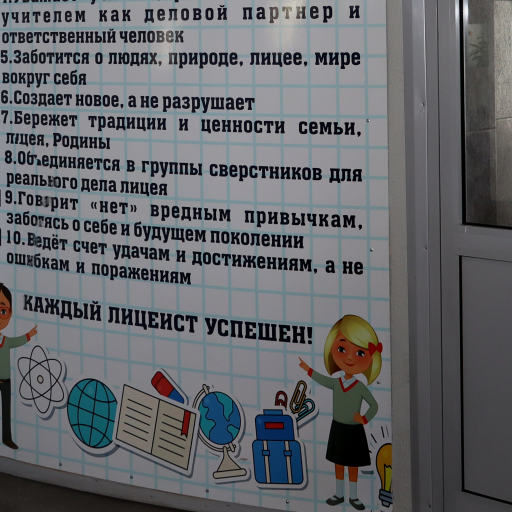 учителем как деловой партнер и
ответственный человек
5.Заботится о людях, природе, лицее, мире
вокруг себя
6.Создает новое, а не разрушает
7.Бережет традиции и ценности семьи,
лицея, Родины
8.Объединяется в группы сверстников для
реального дела лицея
9.Говорит «нет» вредным привычкам,
заботясь о себе и будущем поколении
10.Ведёт счет удачам и достижениям, а не
ошибкам и поражениям
КАЖДЫЙ ЛИЦЕИСТ УСПЕШЕН!